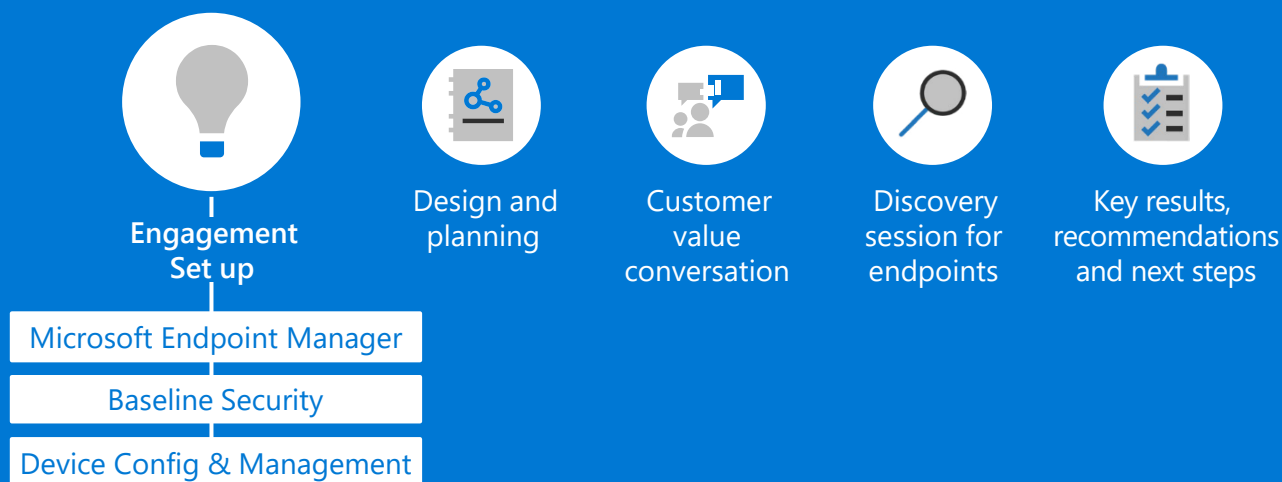 Engagement
Set up
Microsoft Endpoint Manager
Baseline Security
Device Config & Management
Design and
planning
Customer
value
conversation
Discovery
session for
endpoints
Key results,
recommendations
and next steps